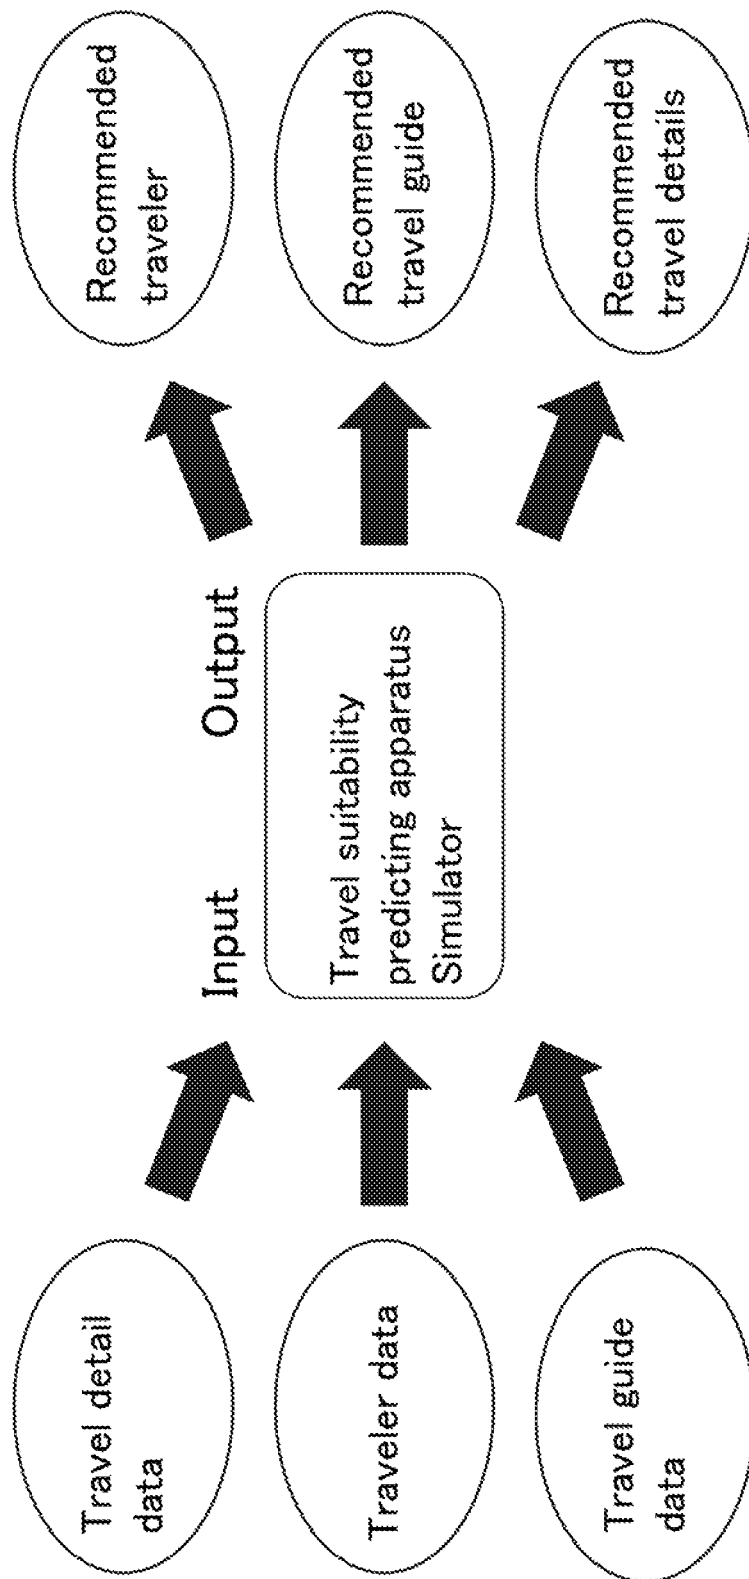 Travel detail
data
Traveler data
Travel guide
data
Input
Output
Travel suitability
predicting apparatus
Simulator
Recommended
traveler
Recommended
travel guide
Recommended
travel details